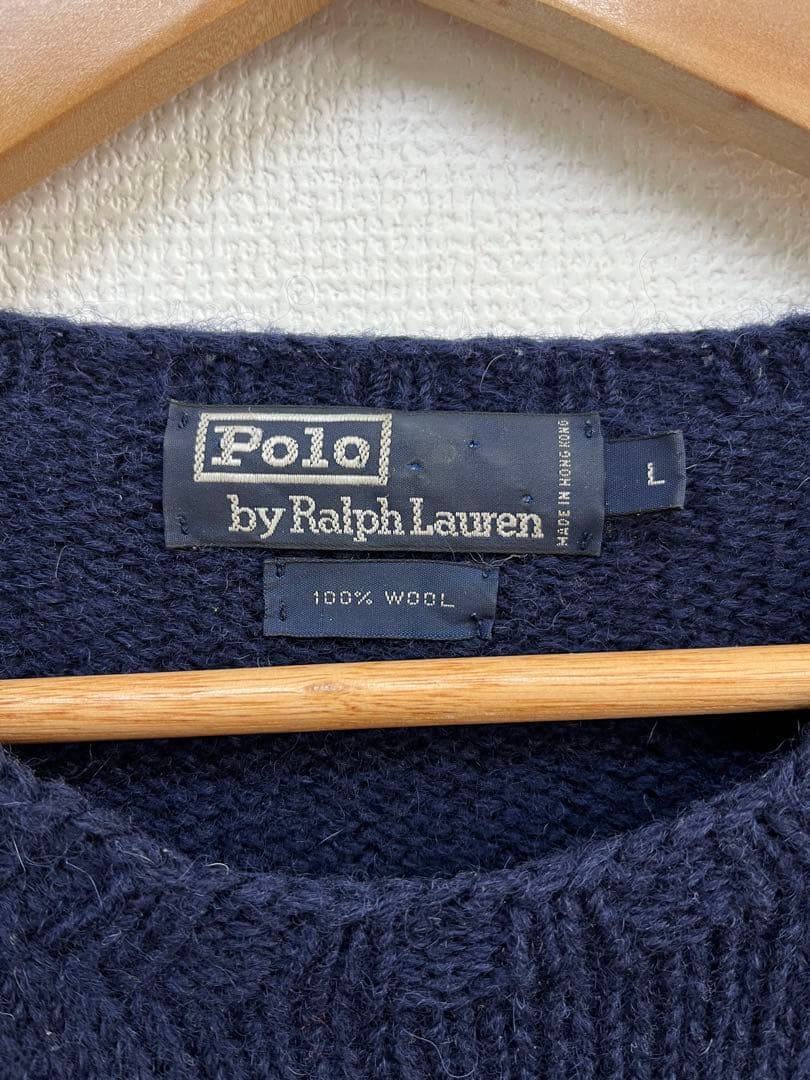 Polo
by Ralph Lauren
MADE IN HONG KONG
L
100% WOOL